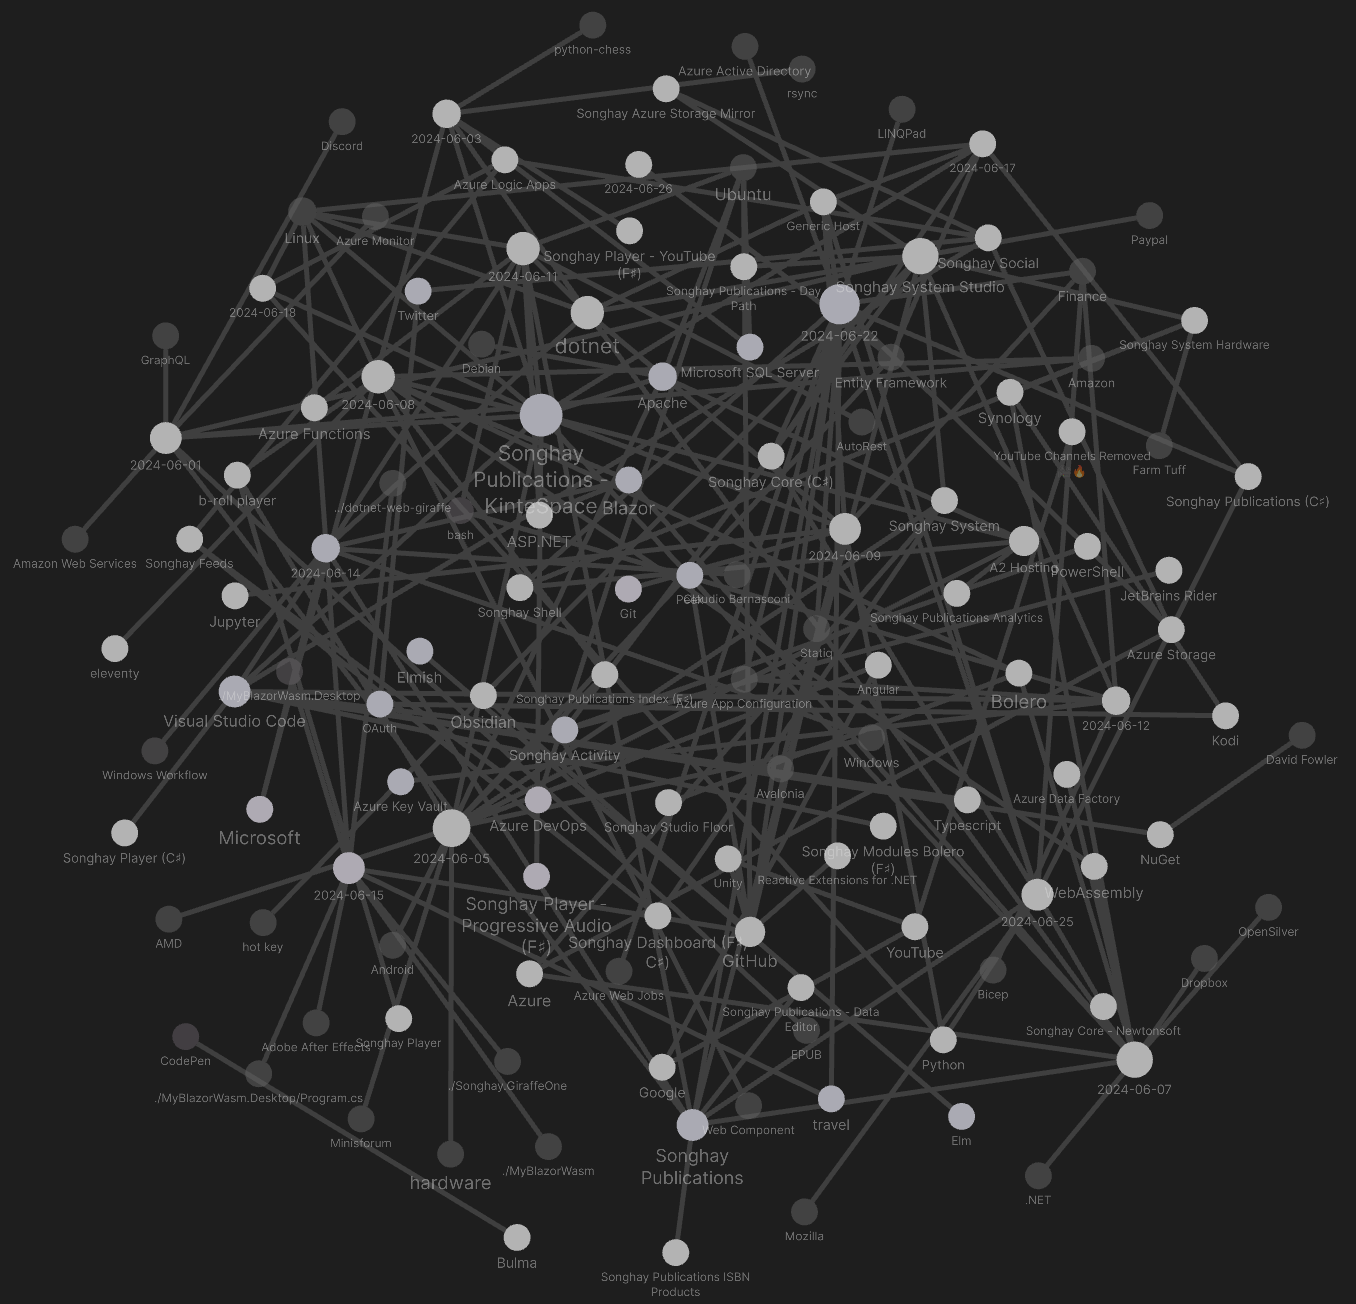 python-chess
Azure Active Directory
rsync
Songhay Azure Storage Mirror
LINQPad
2024-06-03
Discord
2024-06-17
Azure Logic Apps
2024-06-26
Ubuntu
Generic Host
Linux
Azure Monitor
Paypal
Songhay Player - YouTube
(F♯)
2024-06-11
Songhay Social
Songhay System Studio
Songhay Publications - Day
Path
Finance
2024-06-18
Twitter
2024-06-22
dotnet
Songhay System Hardware
GraphQL
Debian
Microsoft SQL Server
Entity Framework
Amazon
2024-06-08
Apache
Synology
Azure Functions
AutoRest
YouTube Channels Removed
🔥
Farm Tuff
2024-06-01
Songhay
Publications -
KinteSpace
Songhay Core (C♯)
b-roll player
Songhay Publications (C♯)
../dotnet-web-giraffe
Blazor
Songhay System
bash
ASP.NET
2024-06-09
Amazon Web Services
Songhay Feeds
2024-06-14
A2 Hosting
PowerShell
JetBrains Rider
Claudio Bernasconi
Songhay Shell
Git
Songhay Publications Analytics
Jupyter
Statiq
Azure Storage
eleventy
Elmish
Angular
./MyBlazorWasm.Desktop
Songhay Publications Index (F♯)
Azure App Configuration
Bolero
Visual Studio Code
OAuth
Obsidian
2024-06-12
Kodi
Songhay Activity
Windows
David Fowler
Windows Workflow
Avalonia
Azure Data Factory
Azure Key Vault
Azure DevOps
Songhay Studio Floor
Typescript
Microsoft
Songhay Modules Bolero
(F♯)
Songhay Player (C♯)
2024-06-05
NuGet
Unity
Reactive Extensions for .NET
2024-06-15
WebAssembly
Songhay Player -
Progressive Audio
(F♯)
2024-06-25
OpenSilver
AMD
hot key
Songhay Dashboard (F♯,
C♯)
GitHub
YouTube
Android
Azure
Azure Web Jobs
Bicep
Dropbox
Songhay Publications - Data
Editor
Songhay Core - Newtonsoft
Adobe After Effects
Songhay Player
EPUB
CodePen
Python
./Songhay.GiraffeOne
Google
2024-06-07
./MyBlazorWasm.Desktop/Program.cs
Web Component
travel
Minisforum
Elm
Songhay
Publications
./MyBlazorWasm
hardware
.NET
Mozilla
Bulma
Songhay Publications ISBN
Products